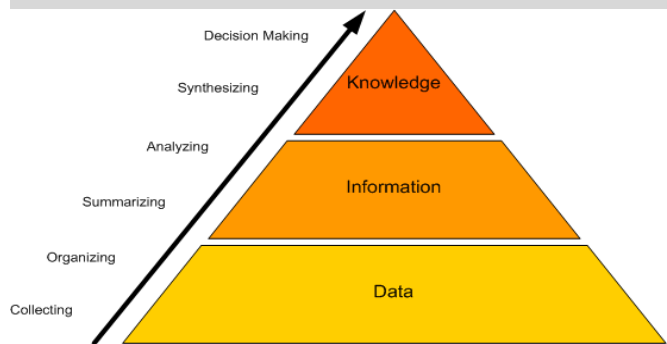 Decision Making
Knowledge
Synthesizing
Analyzing
Information
Summarizing
Organizing
Data
Collecting